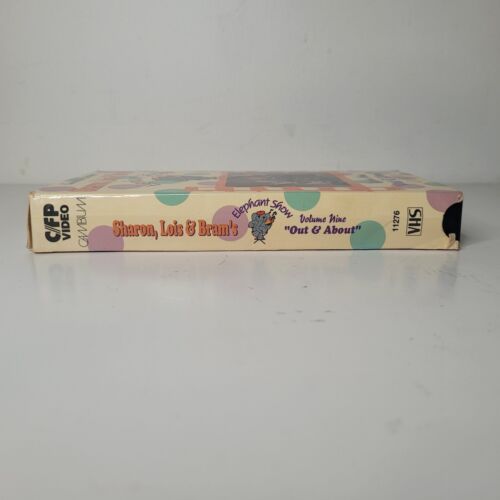 C/FP
VIDEO
CAMBIUM
Sharon, Lois & Bram's
Elephant Show
Volume Nine
"Out & About"
11276
VHS